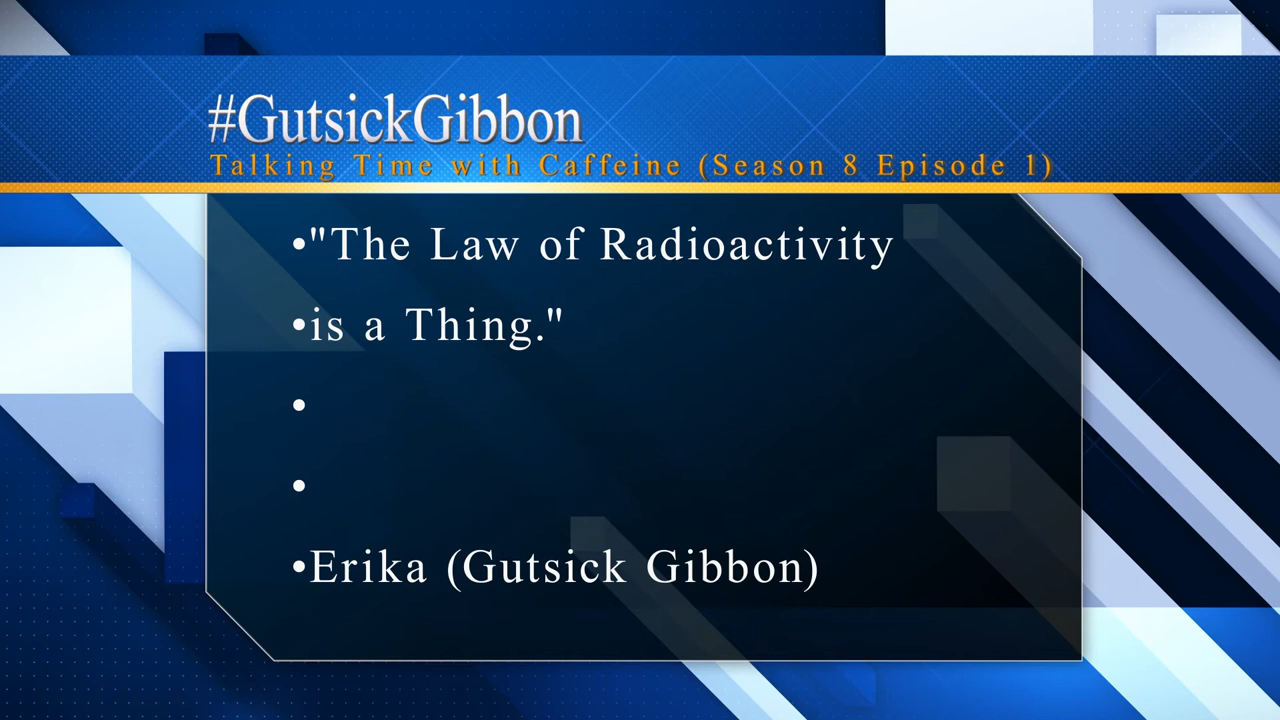 #GutsickGibbon
Talking Time with Caffeine (Season 8 Episode 1)
•"The Law of Radioactivity
•is a Thing."
•
•
•Erika (Gutsick Gibbon)